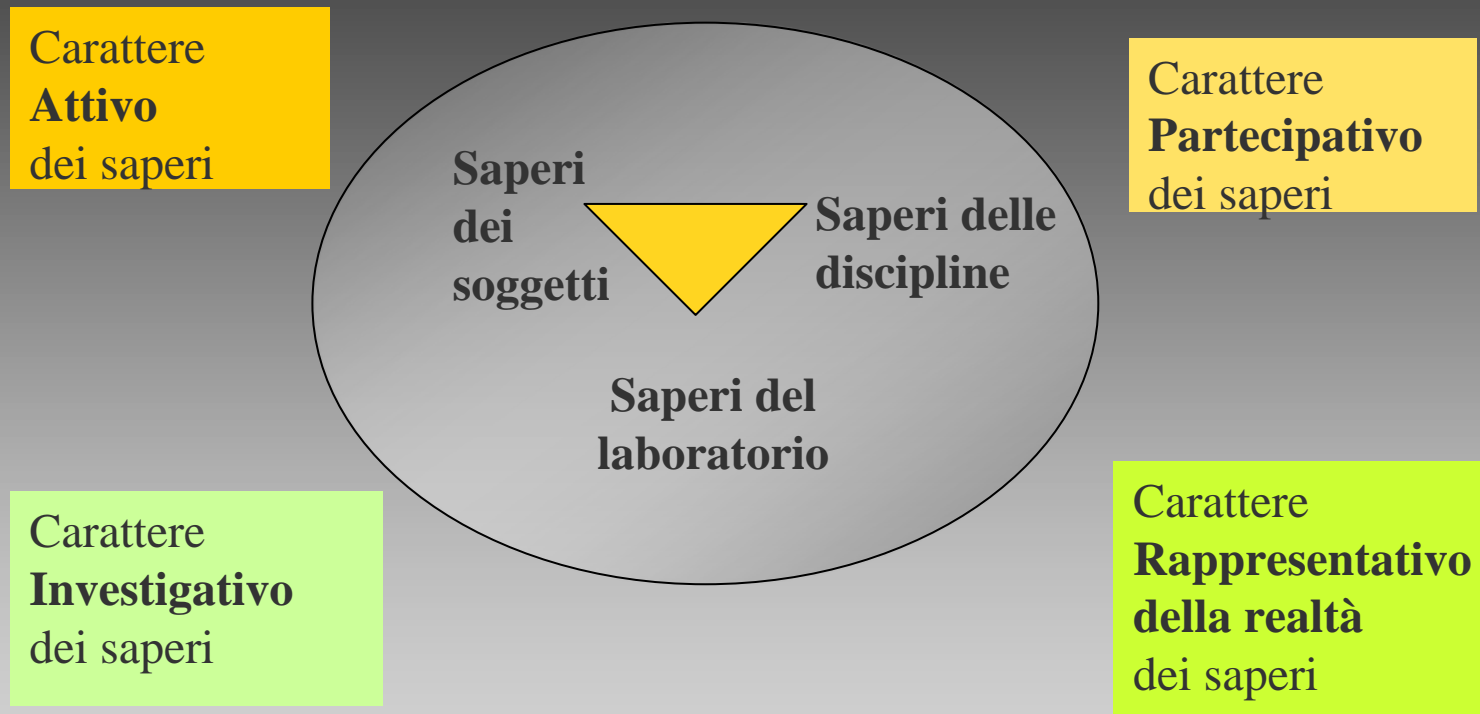 Carattere
Attivo
dei saperi
Carattere
Partecipativo
dei saperi
Saperi
dei
soggetti
Saperi delle
discipline
Saperi del
laboratorio
Carattere
Investigativo
dei saperi
Carattere
Rappresentativo
della realtà
dei saperi